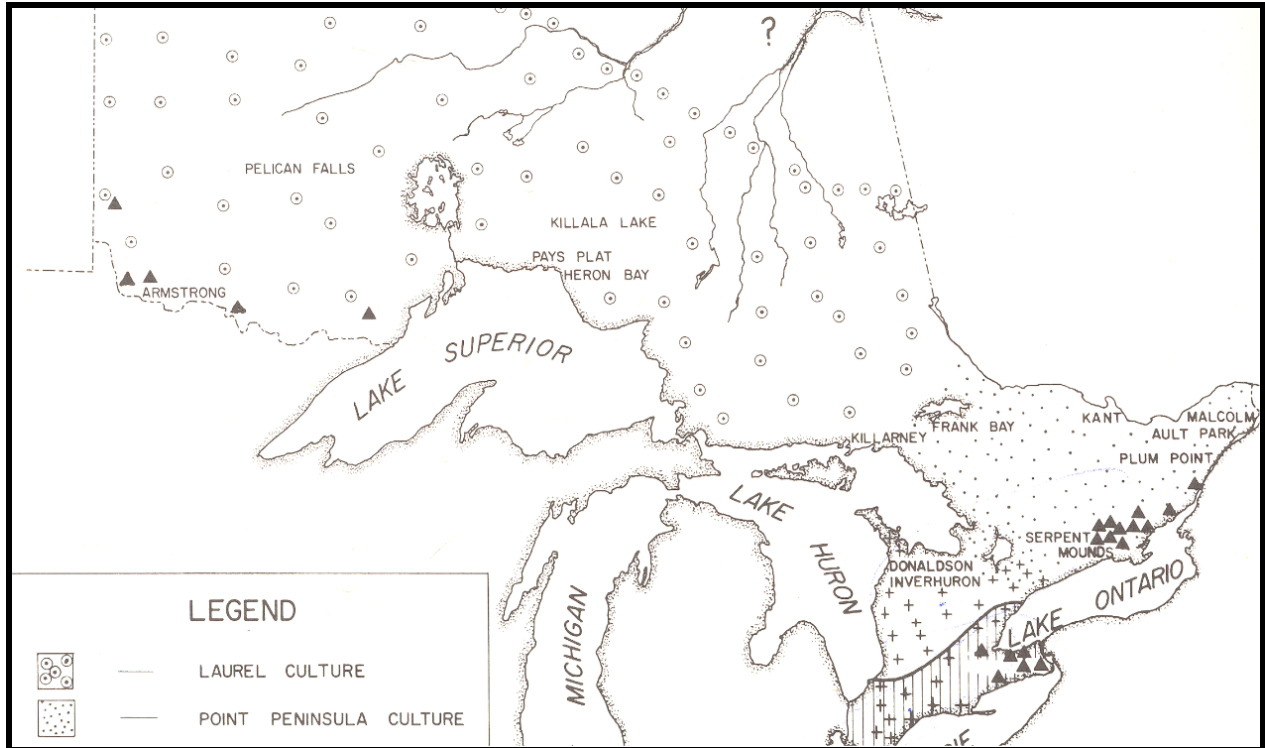 ?
PELICAN FALLS
KILLALA LAKE
PAYS PLAT
HERON BAY
ARMSTRONG
LAKE SUPERIOR
KILLARNEY
FRANK BAY
KANT
MALCOLM
AULT PARK
PLUM POINT
LAKE HURON
SERPENT
MOUNDS
DONALDSON
INVERHURON
LAKE ONTARIO
MICHIGAN
LEGEND
LAUREL CULTURE
POINT PENINSULA CULTURE